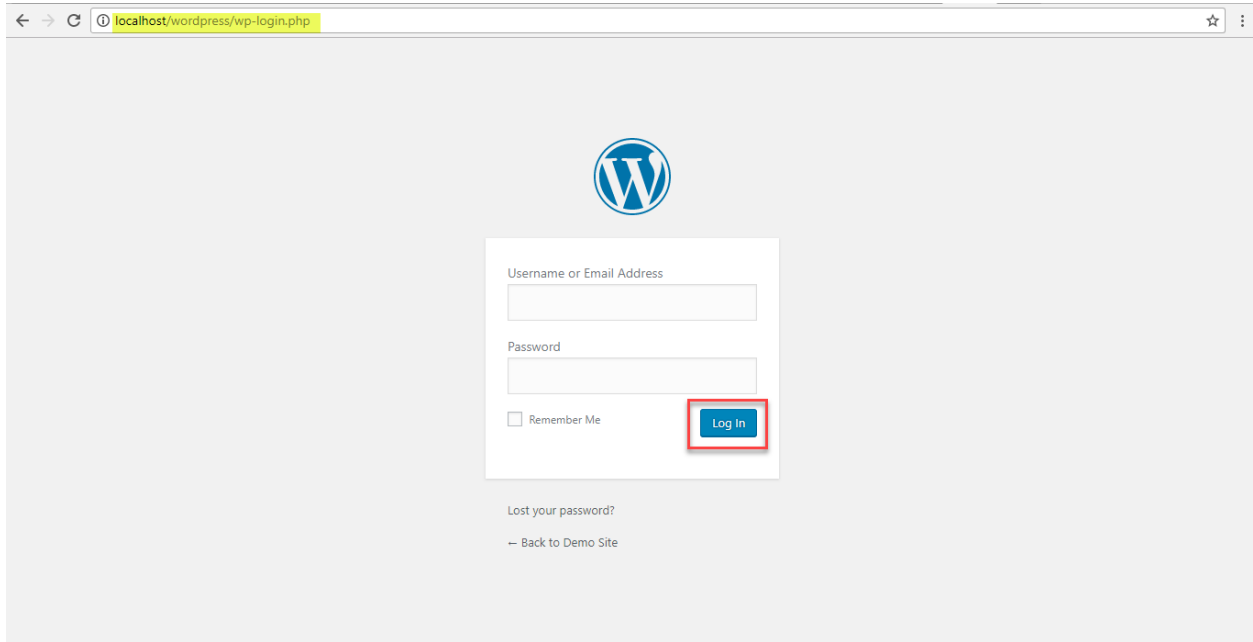 localhost/wordpress/wp-login.php
Username or Email Address
Password
Remember Me
Log In
Lost your password?
← Back to Demo Site